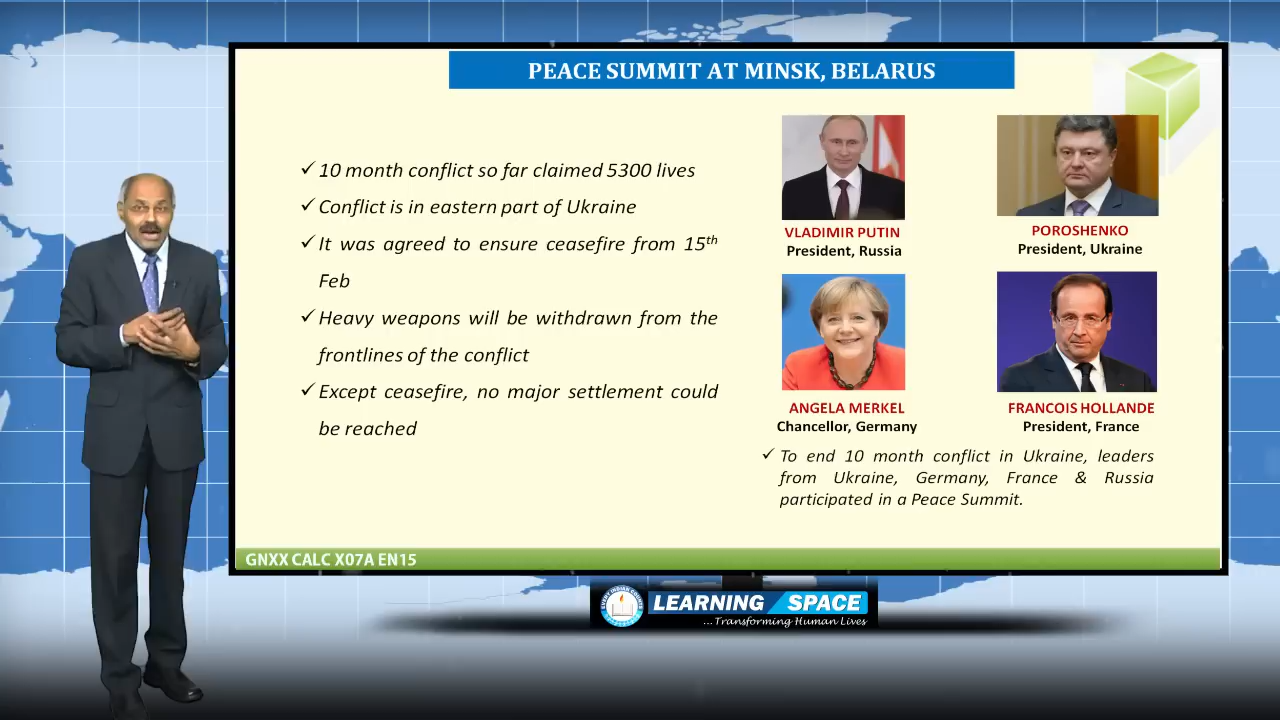 PEACE SUMMIT AT MINSK, BELARUS
✓ 10 month conflict so far claimed 5300 lives
✓ Conflict is in eastern part of Ukraine
✓ It was agreed to ensure ceasefire from 15th
Feb
✓ Heavy weapons will be withdrawn from the
frontlines of the conflict
✓ Except ceasefire, no major settlement could
be reached
VLADIMIR PUTIN
President, Russia
POROSHENKO
President, Ukraine
ANGELA MERKEL
Chancellor, Germany
FRANCOIS HOLLANDE
President, France
✓ To end 10 month conflict in Ukraine, leaders
from Ukraine, Germany, France & Russia
participated in a Peace Summit.
GNXX CALC X07A EN15
EVERY INDIAN COUNTS
LEARNING SPACE
...Transforming Human Lives